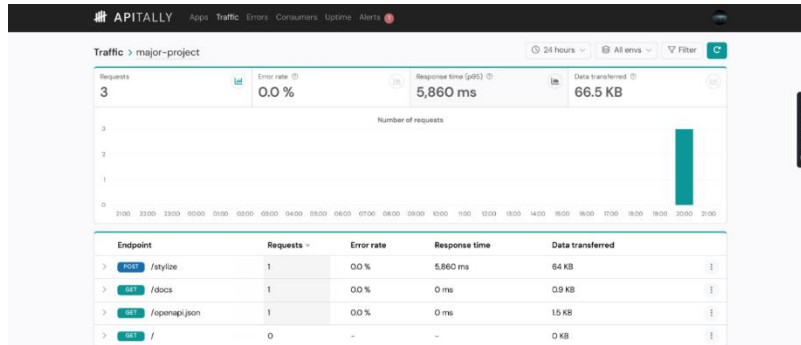 APITALLY Apps Traffic Errors Consumers Uptime Alerts 1
Traffic > major-project 24 hours All envs Filter
Requests Error rate Response time (p95) Data transferred
3 0.0 % 5,860 ms 66.5 KB
Number of requests
3
2
1
0
21:00 22:00 23:00 00:00 01:00 02:00 03:00 04:00 05:00 06:00 07:00 08:00 09:00 10:00 11:00 12:00 13:00 14:00 15:00 16:00 17:00 18:00 19:00 20:00 21:00
Endpoint Requests Error rate Response time Data transferred
> POST /stylize 1 0.0 % 5,860 ms 64 KB
> GET /docs 1 0.0 % 0 ms 0.9 KB
> GET /openapi.json 1 0.0 % 0 ms 1.5 KB
> GET / 0 - - 0 KB